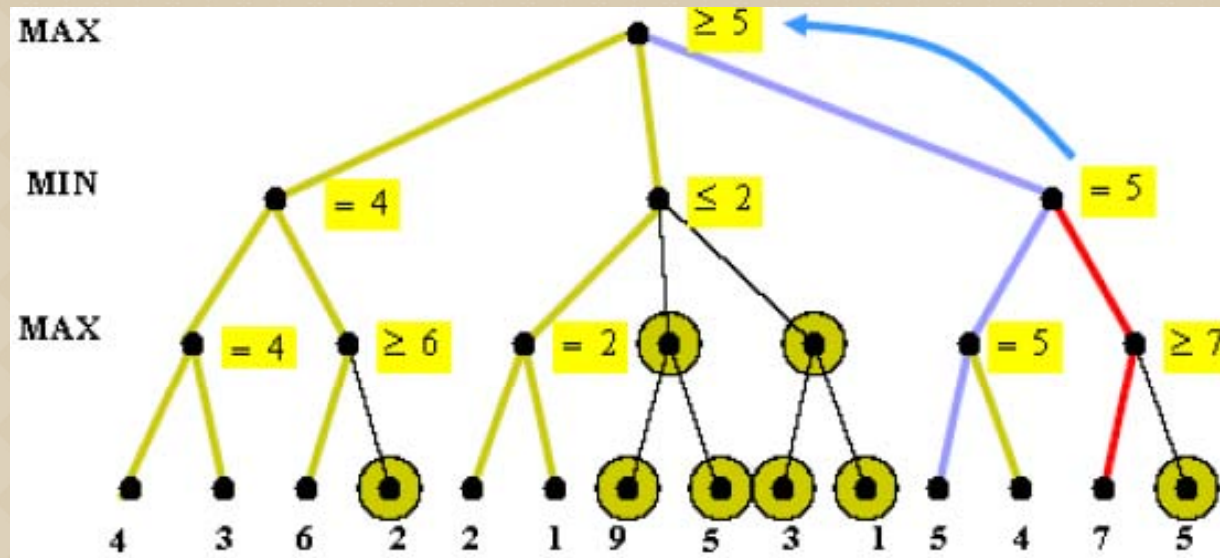 MAX ≥ 5
MIN = 4 ≤ 2 = 5
MAX = 4 ≥ 6 = 2 = 5 ≥ 7
4 3 6 2 2 1 9 5 3 1 5 4 7 5